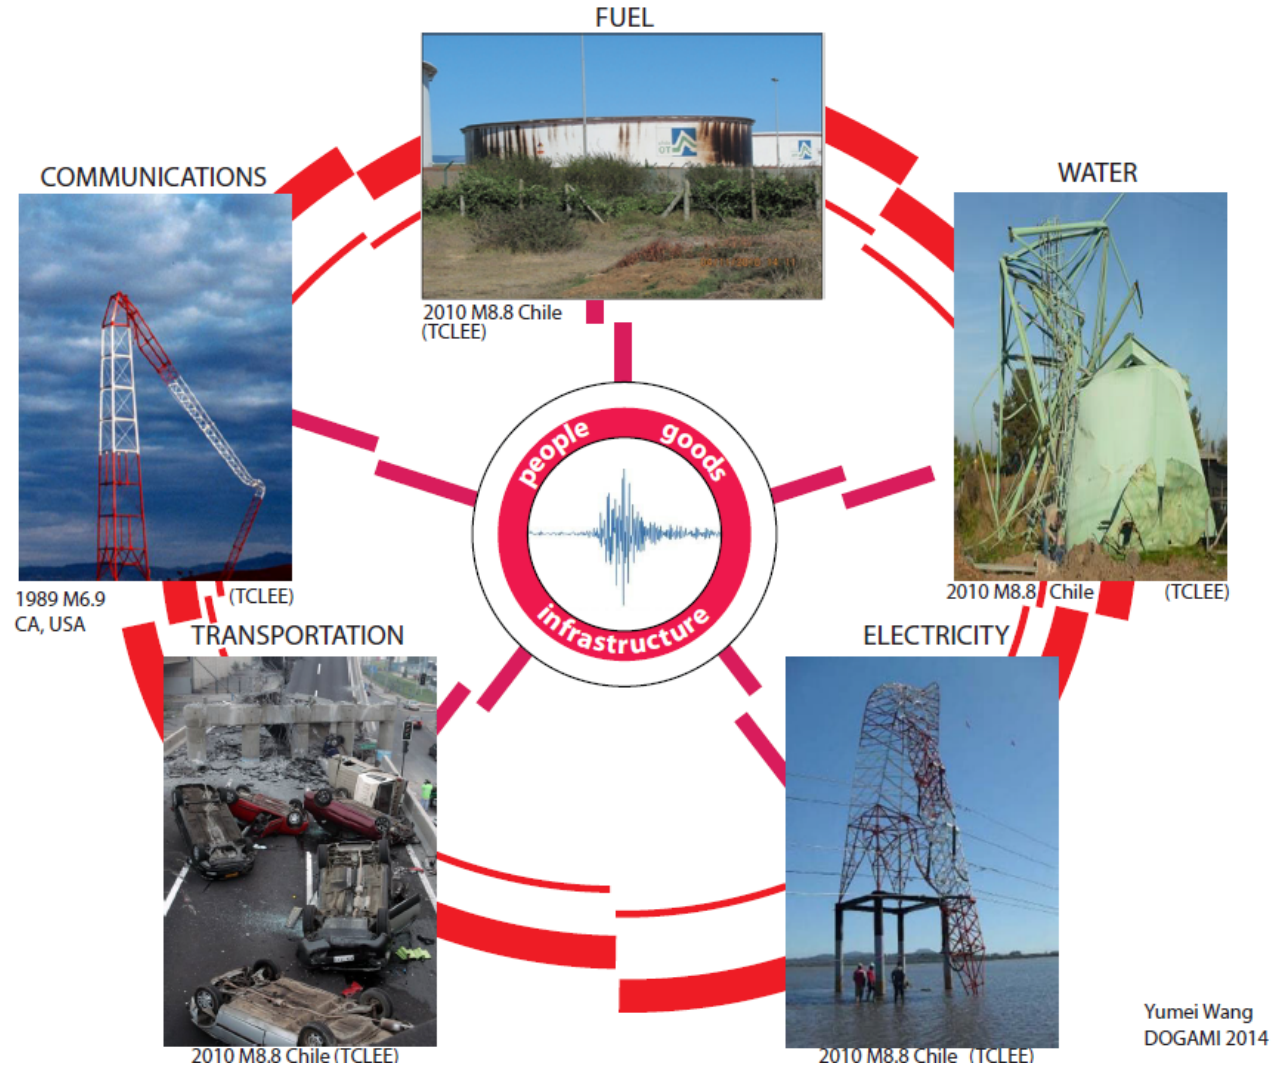 FUEL
COMMUNICATIONS
WATER
OT
2010 M8.8 Chile
(TCLEE)
people goods
infrastructure
1989 M6.9
CA, USA
(TCLEE)
2010 M8.8 Chile (TCLEE)
TRANSPORTATION
ELECTRICITY
2010 M8.8 Chile (TCLEE)
2010 M8.8 Chile (TCLEE)
Yumei Wang
DOGAMI 2014